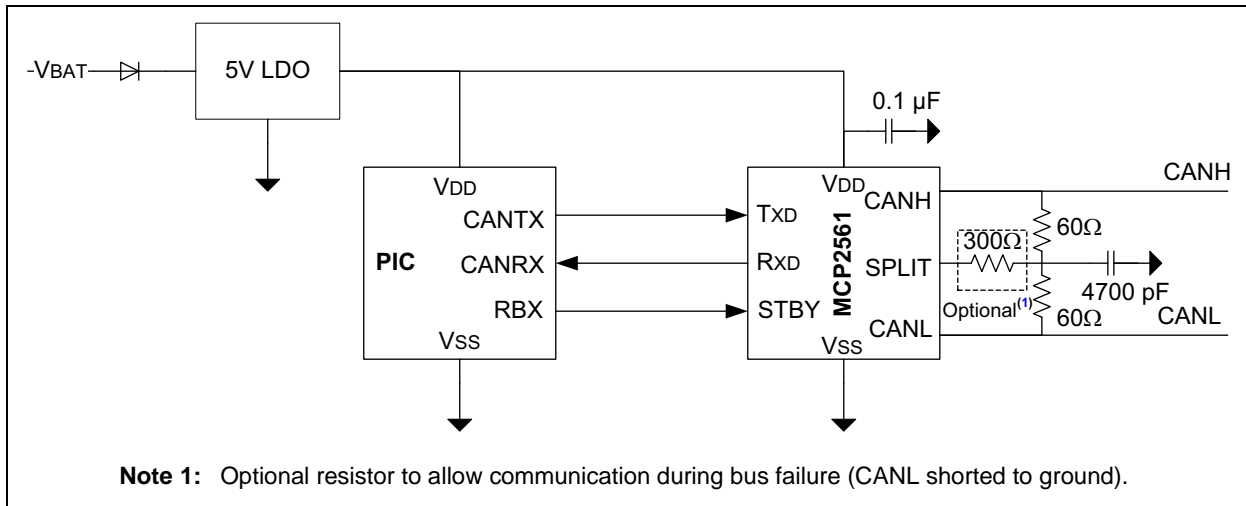 VBAT
5V LDO
0.1 µF
VDD
CANTX
PIC
CANRX
RBX
VSS
VDD
TXD
RXD
STBY
VSS
MCP2561
CANH
SPLIT
CANL
300Ω
Optional(1)
60Ω
60Ω
4700 pF
CANH
CANL
Note 1: Optional resistor to allow communication during bus failure (CANL shorted to ground).